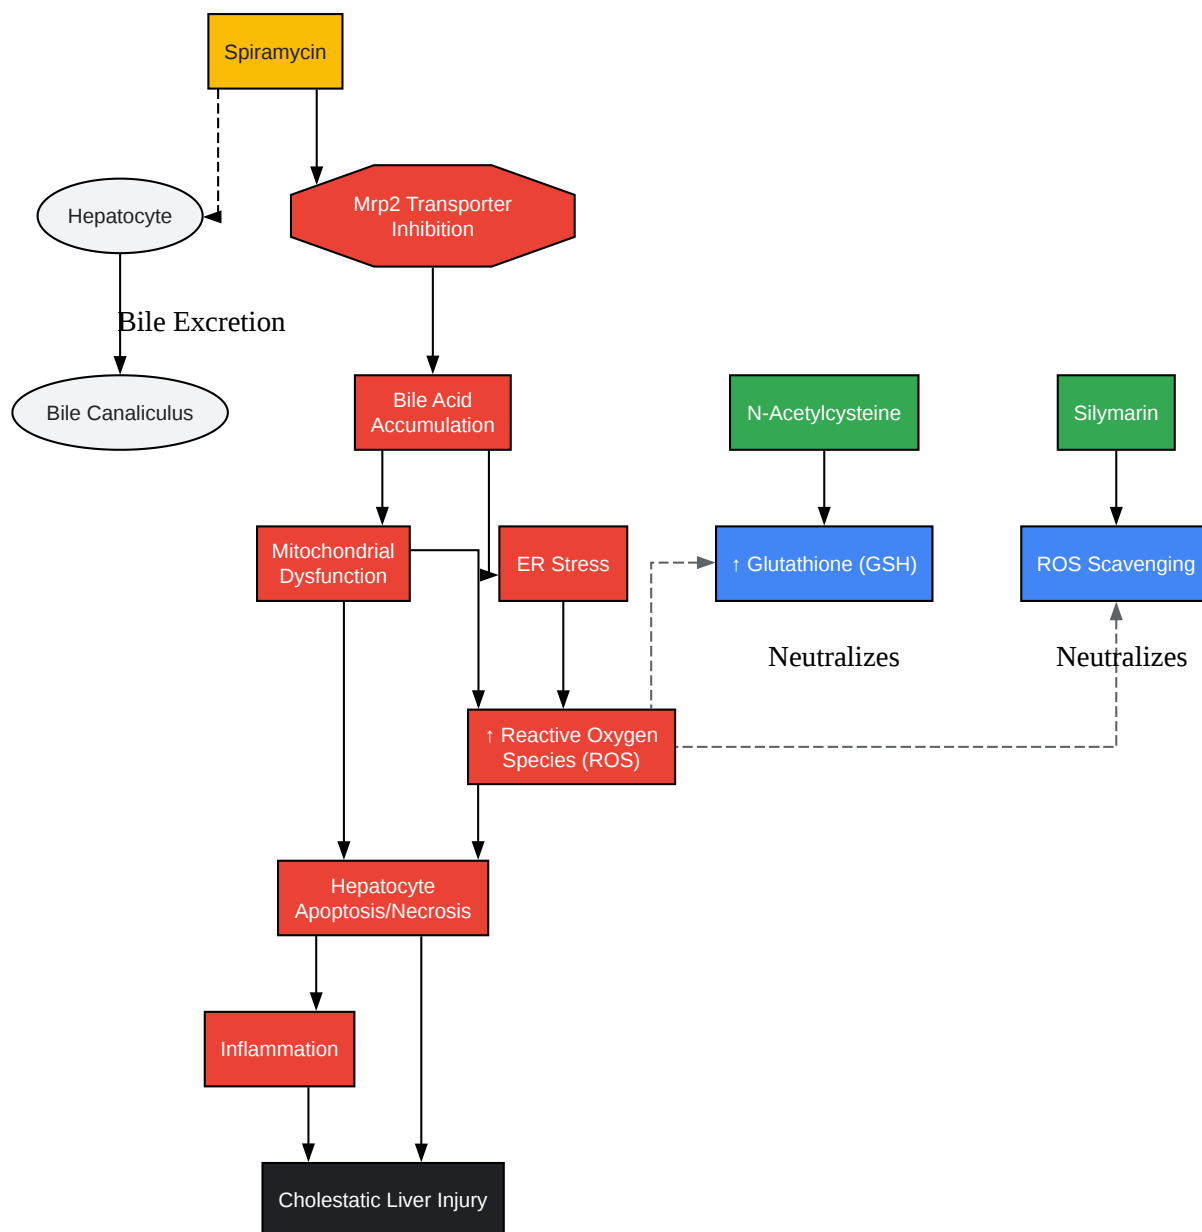 Spiramycin
Hepatocyte
Mrp2 Transporter
Inhibition
Bile Excretion
Bile Canaliculus
Bile Acid
Accumulation
N-Acetylcysteine
Silymarin
Mitochondrial
Dysfunction
ER Stress
↑ Glutathione (GSH)
ROS Scavenging
Neutralizes
Neutralizes
↑ Reactive Oxygen
Species (ROS)
Hepatocyte
Apoptosis/Necrosis
Inflammation
Cholestatic Liver Injury